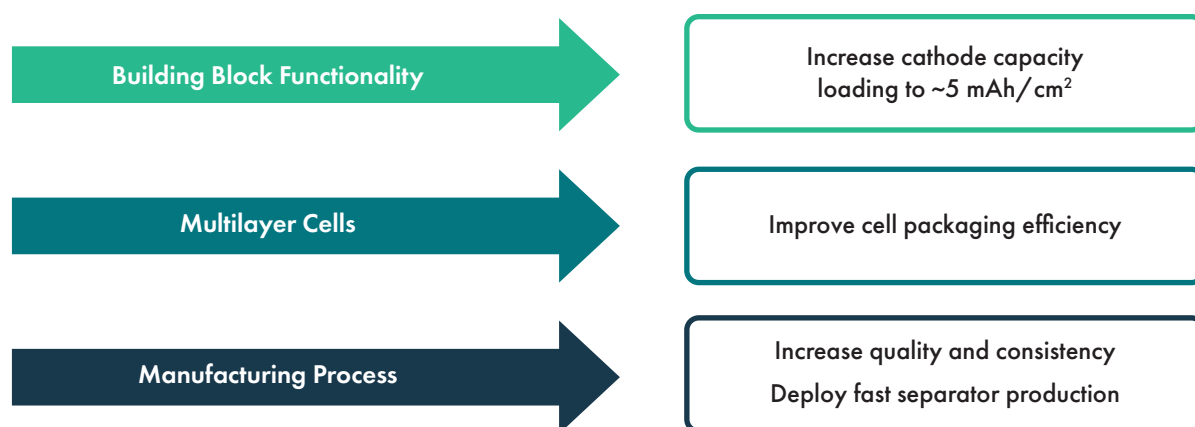 Building Block Functionality
Increase cathode capacity
loading to ~5 mAh/cm²
Multilayer Cells
Improve cell packaging efficiency
Manufacturing Process
Increase quality and consistency
Deploy fast separator production